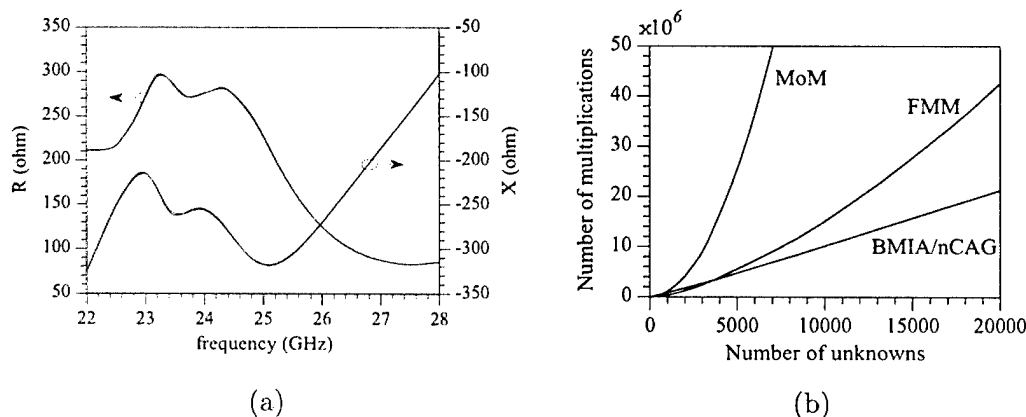 350
300
250
200
150
100
50
R
(ohm)
22 23 24 25 26 27 28
frequency (GHz)
-50
-100
-150
-200
-250
-300
-350
X
(ohm)
(a)
x10⁶
50
40
30
20
10
0
Number of multiplications
MoM
FMM
BMIA/nCAG
0 5000 10000 15000 20000
Number of unknowns
(b)